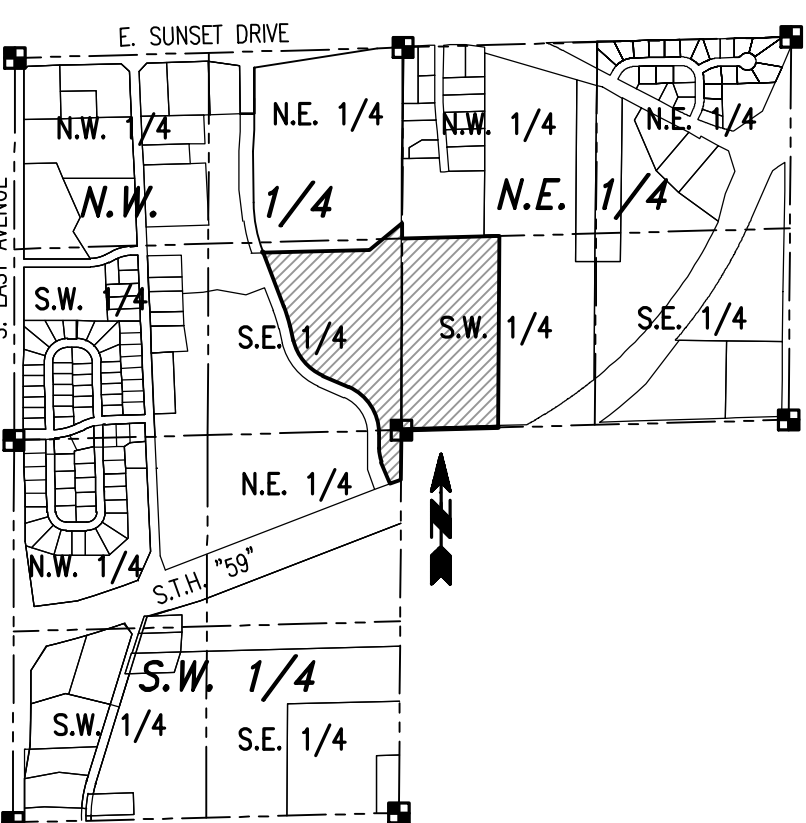 E. SUNSET DRIVE
N.W. 1/4
N.E. 1/4
N.W. 1/4
N.E. 1/4
N.W. 1/4
N.E. 1/4
S. EAST AVENUE
S.W. 1/4
S.E. 1/4
S.W. 1/4
S.E. 1/4
N.E. 1/4
N
N.W. 1/4
S.T.H. "59"
S.W. 1/4
S.W. 1/4
S.E. 1/4